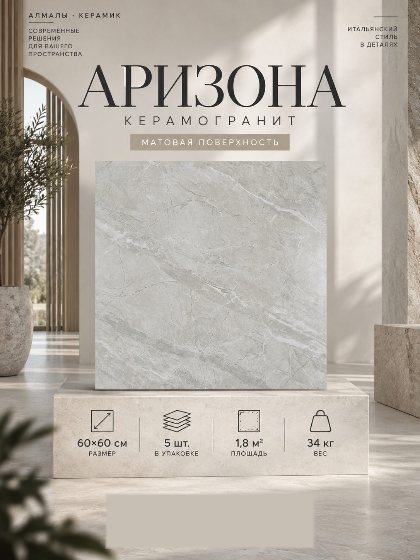 АЛМАЛЫ - КЕРАМИК
СОВРЕМЕННЫЕ
РЕШЕНИЯ
ДЛЯ ВАШЕГО
ПРОСТРАНСТВА
ИТАЛЬЯНСКИЙ
СТИЛЬ
В ДЕТАЛЯХ
АРИЗОНА
КЕРАМОГРАНИТ
МАТОВАЯ ПОВЕРХНОСТЬ
60×60 см
РАЗМЕР
5 шт.
В УПАКОВКЕ
1,8 м²
ПЛОЩАДЬ
34 кг
ВЕС